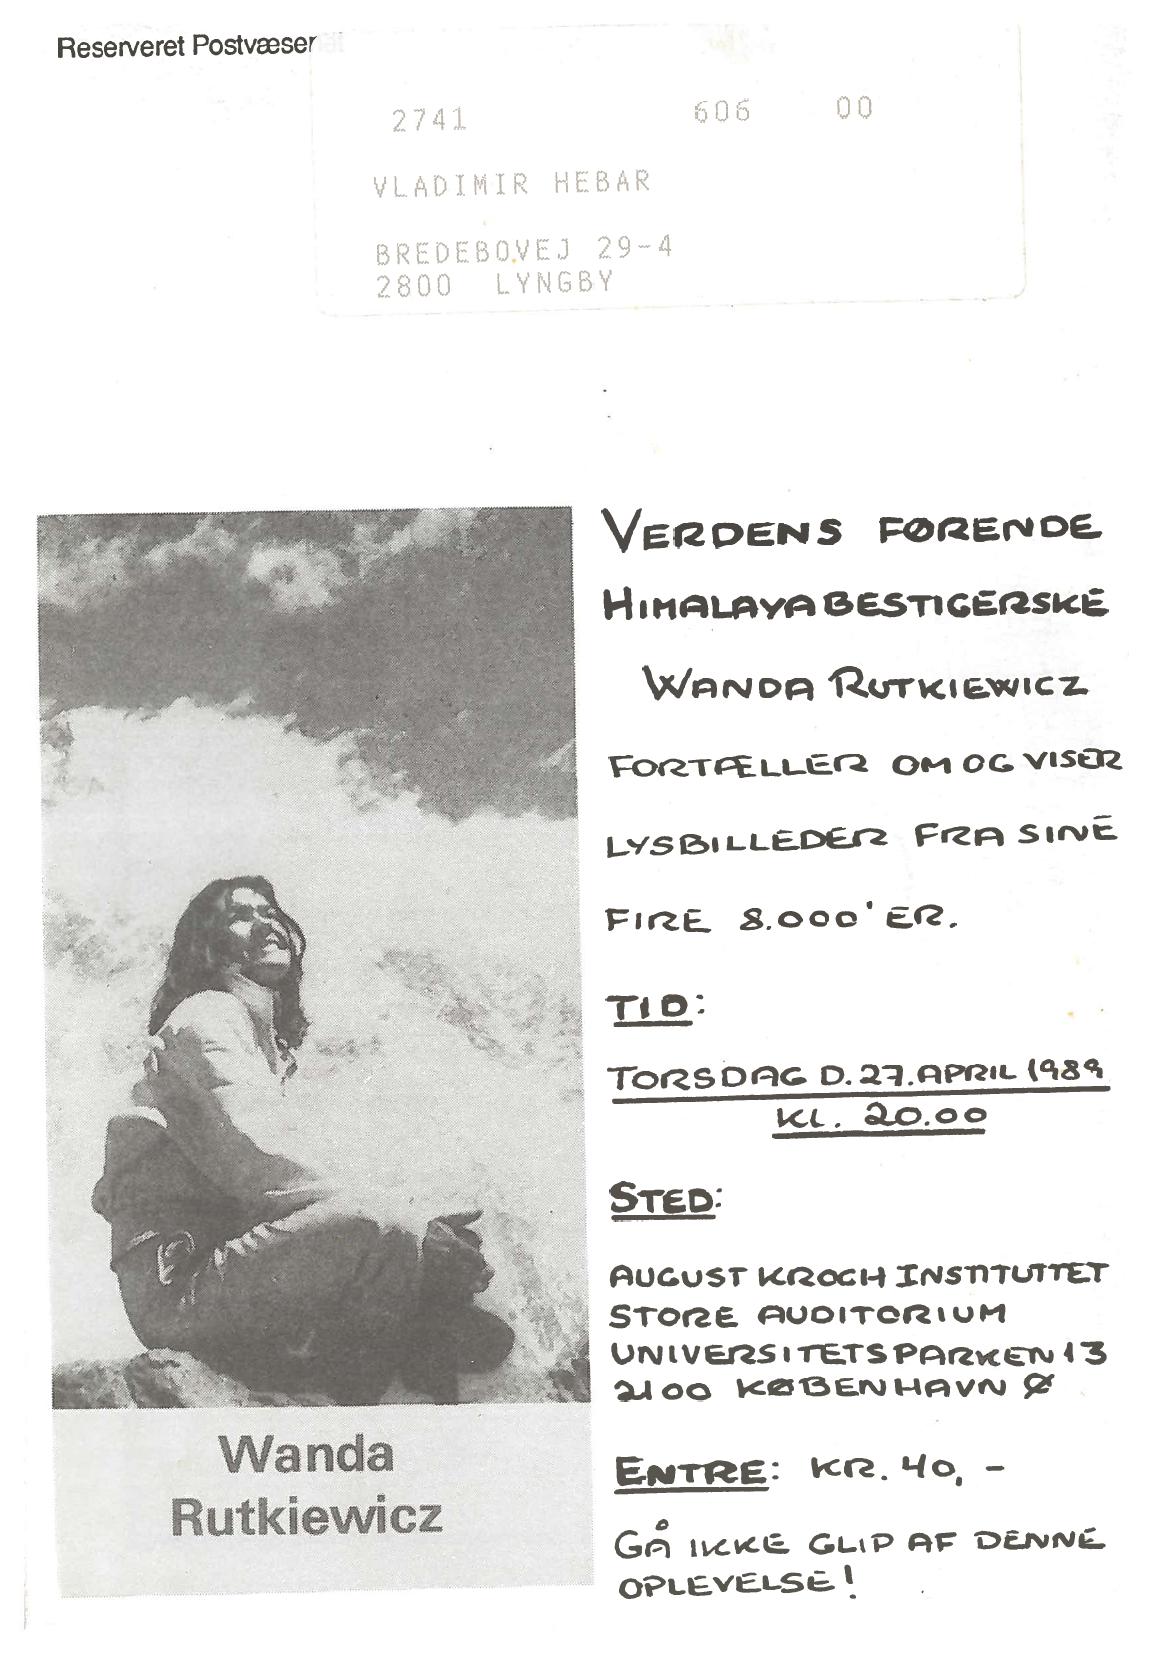 Reserveret Postvæsen
2741 606 00
VLADIMIR HEBAR
BREDEBOVEJ 29-4
2800 LYNGBY
VERDENS FØRENDE
HIMALAYABESTIGERSKE
WANDA RUTKIEWICZ
FORTÆLLER OM OG VISER
LYSBILLEDER FRA SINE
FIRE 8.000'ER.
TID:
TORSDAG D. 27. APRIL 1989
KL. 20.00
STED:
AUGUST KROGH INSTITUTTET
STORE AUDITORIUM
UNIVERSITETSPARKEN 13
2100 KØBENHAVN Ø
ENTRE: KR. 40,-
GÅ IKKE GLIP AF DENNE
OPLEVELSE!
Wanda
Rutkiewicz